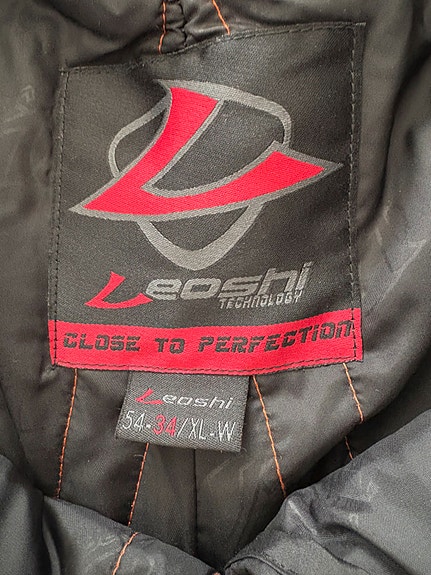 Leoshi
TECHNOLOGY
CLOSE TO PERFECTION
Leoshi
54-34/XL-W